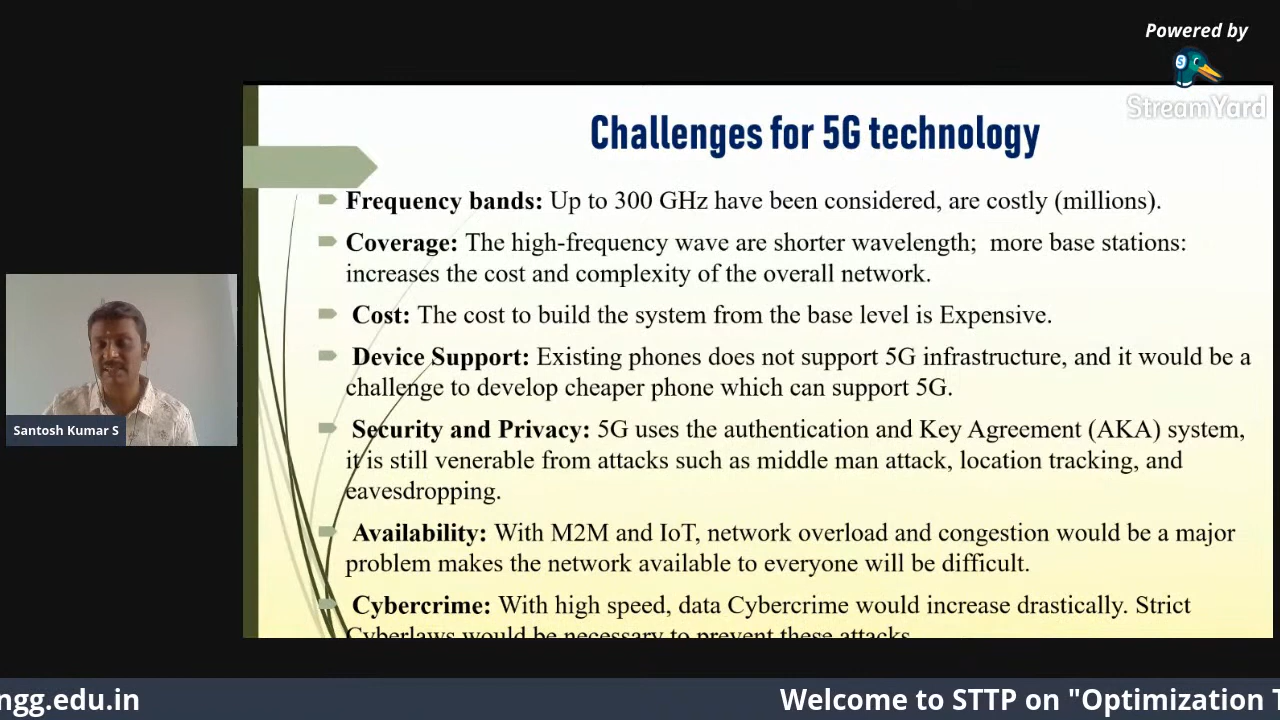 Powered by
StreamYard
Challenges for 5G technology
Frequency bands: Up to 300 GHz have been considered, are costly (millions).
Coverage: The high-frequency wave are shorter wavelength; more base stations:
increases the cost and complexity of the overall network.
Cost: The cost to build the system from the base level is Expensive.
Device Support: Existing phones does not support 5G infrastructure, and it would be a
challenge to develop cheaper phone which can support 5G.
Security and Privacy: 5G uses the authentication and Key Agreement (AKA) system,
it is still venerable from attacks such as middle man attack, location tracking, and
eavesdropping.
Availability: With M2M and IoT, network overload and congestion would be a major
problem makes the network available to everyone will be difficult.
Cybercrime: With high speed, data Cybercrime would increase drastically. Strict
Cyberlaws would be necessary to prevent these attacks
Santosh Kumar S
ngg.edu.in
Welcome to STTP on "Optimization T